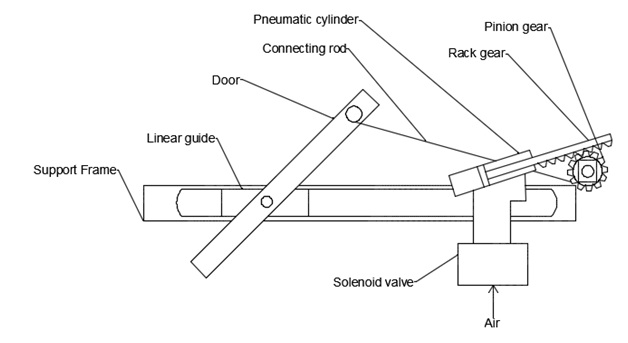 Pneumatic cylinder
Pinion gear
Connecting rod
Rack gear
Door
Linear guide
Support Frame
Solenoid valve
Air